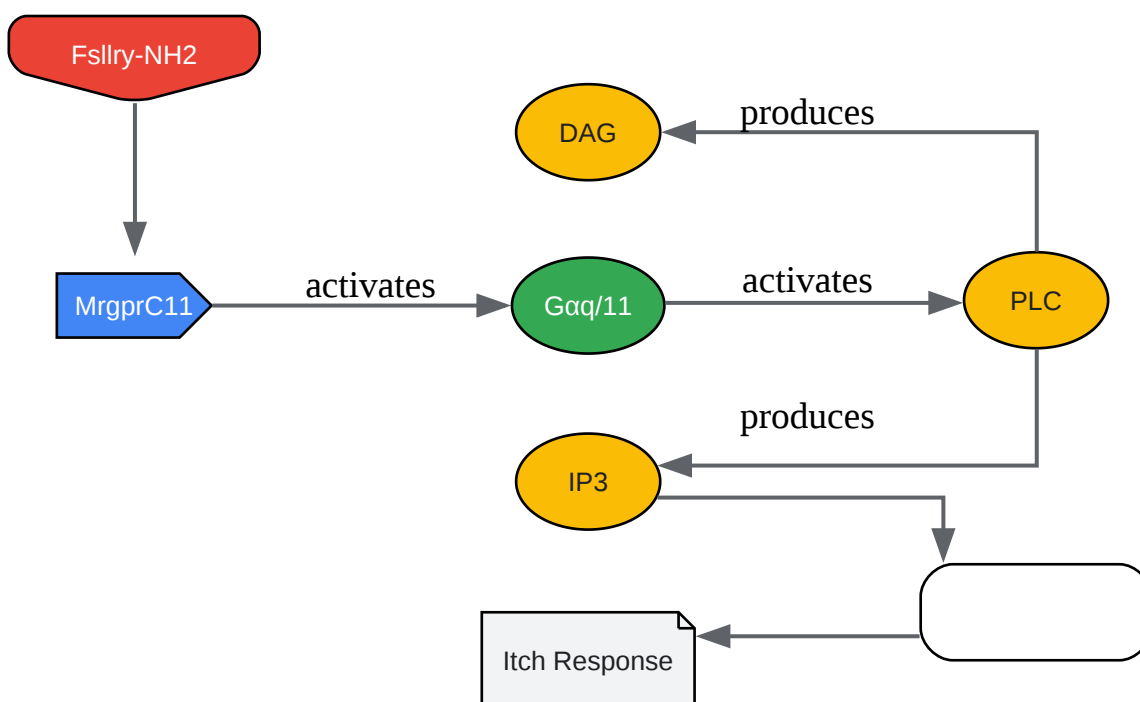 Fsllry-NH2
DAG
produces
MrgprC11
activates
Gαq/11
activates
PLC
produces
IP3
Itch Response